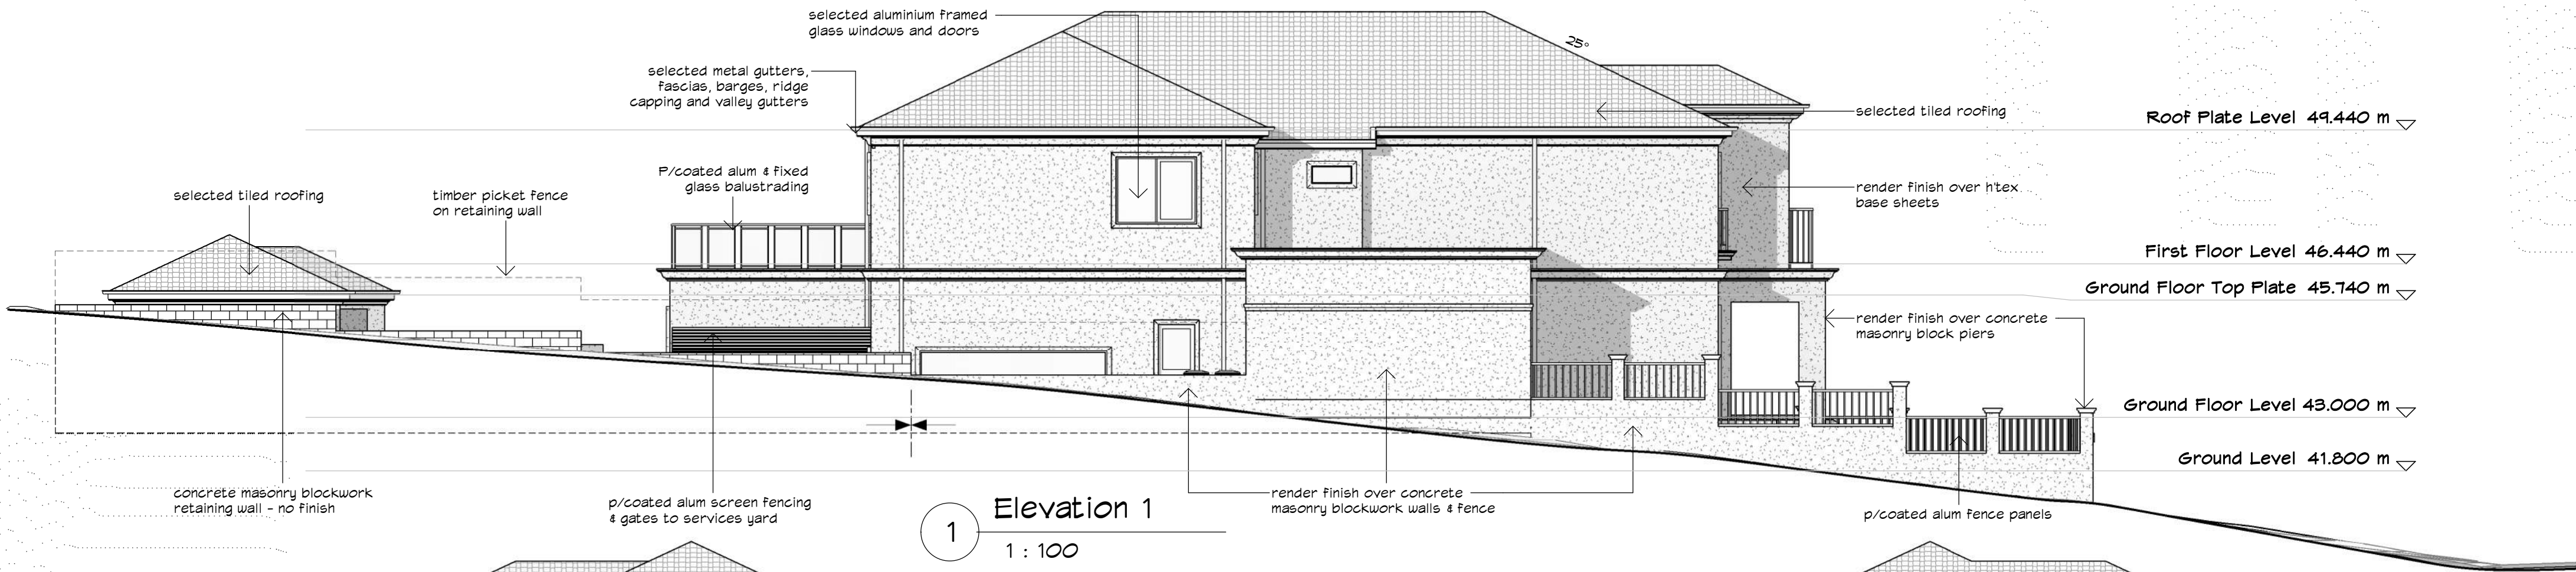 selected aluminium framed
glass windows and doors
25°
selected metal gutters,
fascias, barges, ridge
capping and valley gutters
selected tiled roofing
Roof Plate Level 49.440 m
P/coated alum & fixed
glass balustrading
selected tiled roofing
timber picket fence
on retaining wall
render finish over h'tex
base sheets
First Floor Level 46.440 m
Ground Floor Top Plate 45.740 m
render finish over concrete
masonry block piers
Ground Floor Level 43.000 m
Ground Level 41.800 m
concrete masonry blockwork
retaining wall - no finish
p/coated alum screen fencing
& gates to services yard
render finish over concrete
masonry blockwork walls & fence
p/coated alum fence panels
1
Elevation 1
1 : 100